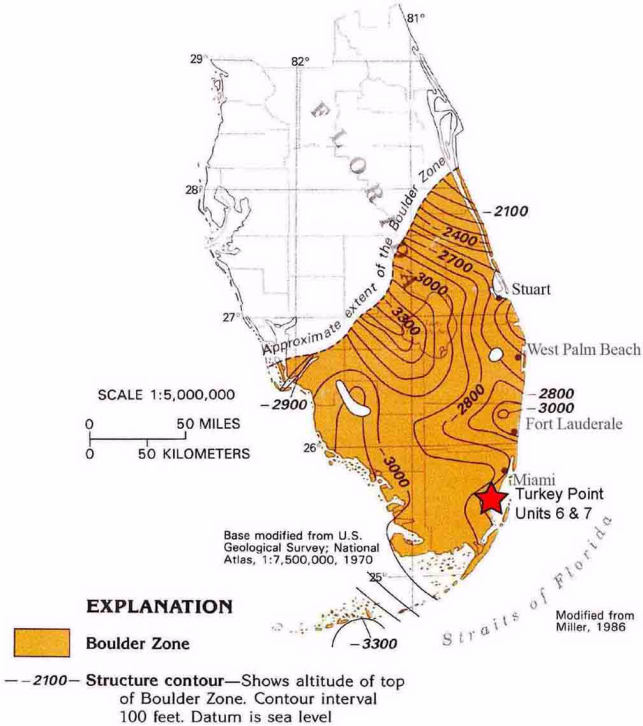 81°
29°
82°
FLORIDA
28°
Approximate extent of the Boulder Zone
-2100
-2400
-2700
-3000
-3300
Stuart
27°
West Palm Beach
SCALE 1:5,000,000
-2900
-2800
-2800
-3000
0 50 MILES
0 50 KILOMETERS
Fort Lauderale
26°
-3000
Miami
Turkey Point
Units 6 & 7
Base modified from U.S.
Geological Survey; National
Atlas, 1:7,500,000, 1970
25°
Straits of Florida
EXPLANATION
Modified from
Miller, 1986
Boulder Zone
-3300
— –2100– Structure contour—Shows altitude of top
of Boulder Zone. Contour interval
100 feet. Datum is sea level